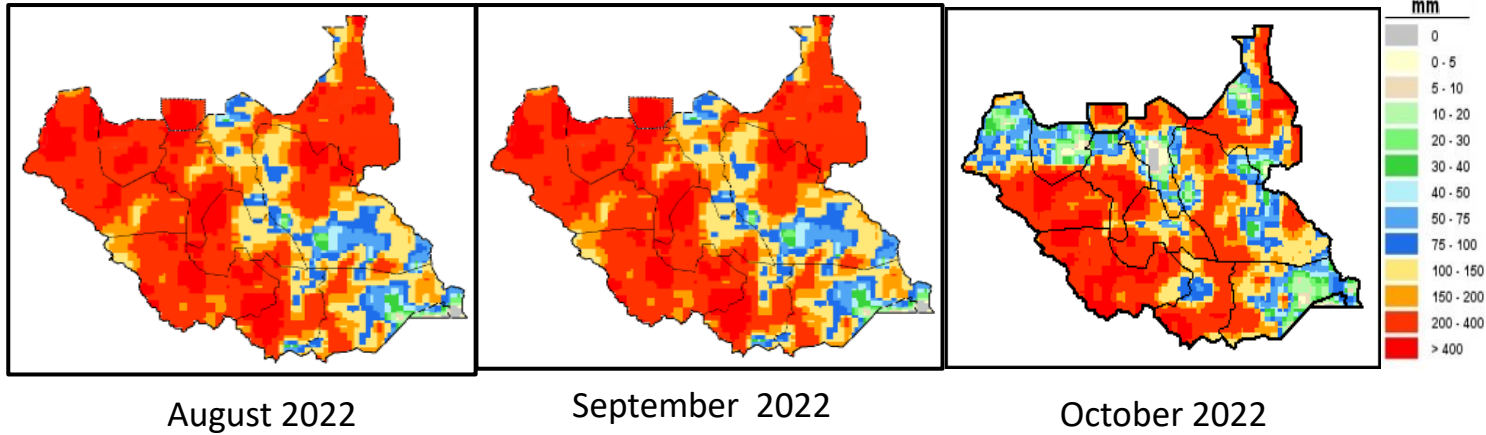 mm
0
0 - 5
5 - 10
10 - 20
20 - 30
30 - 40
40 - 50
50 - 75
75 - 100
100 - 150
150 - 200
200 - 400
> 400
August 2022
September 2022
October 2022